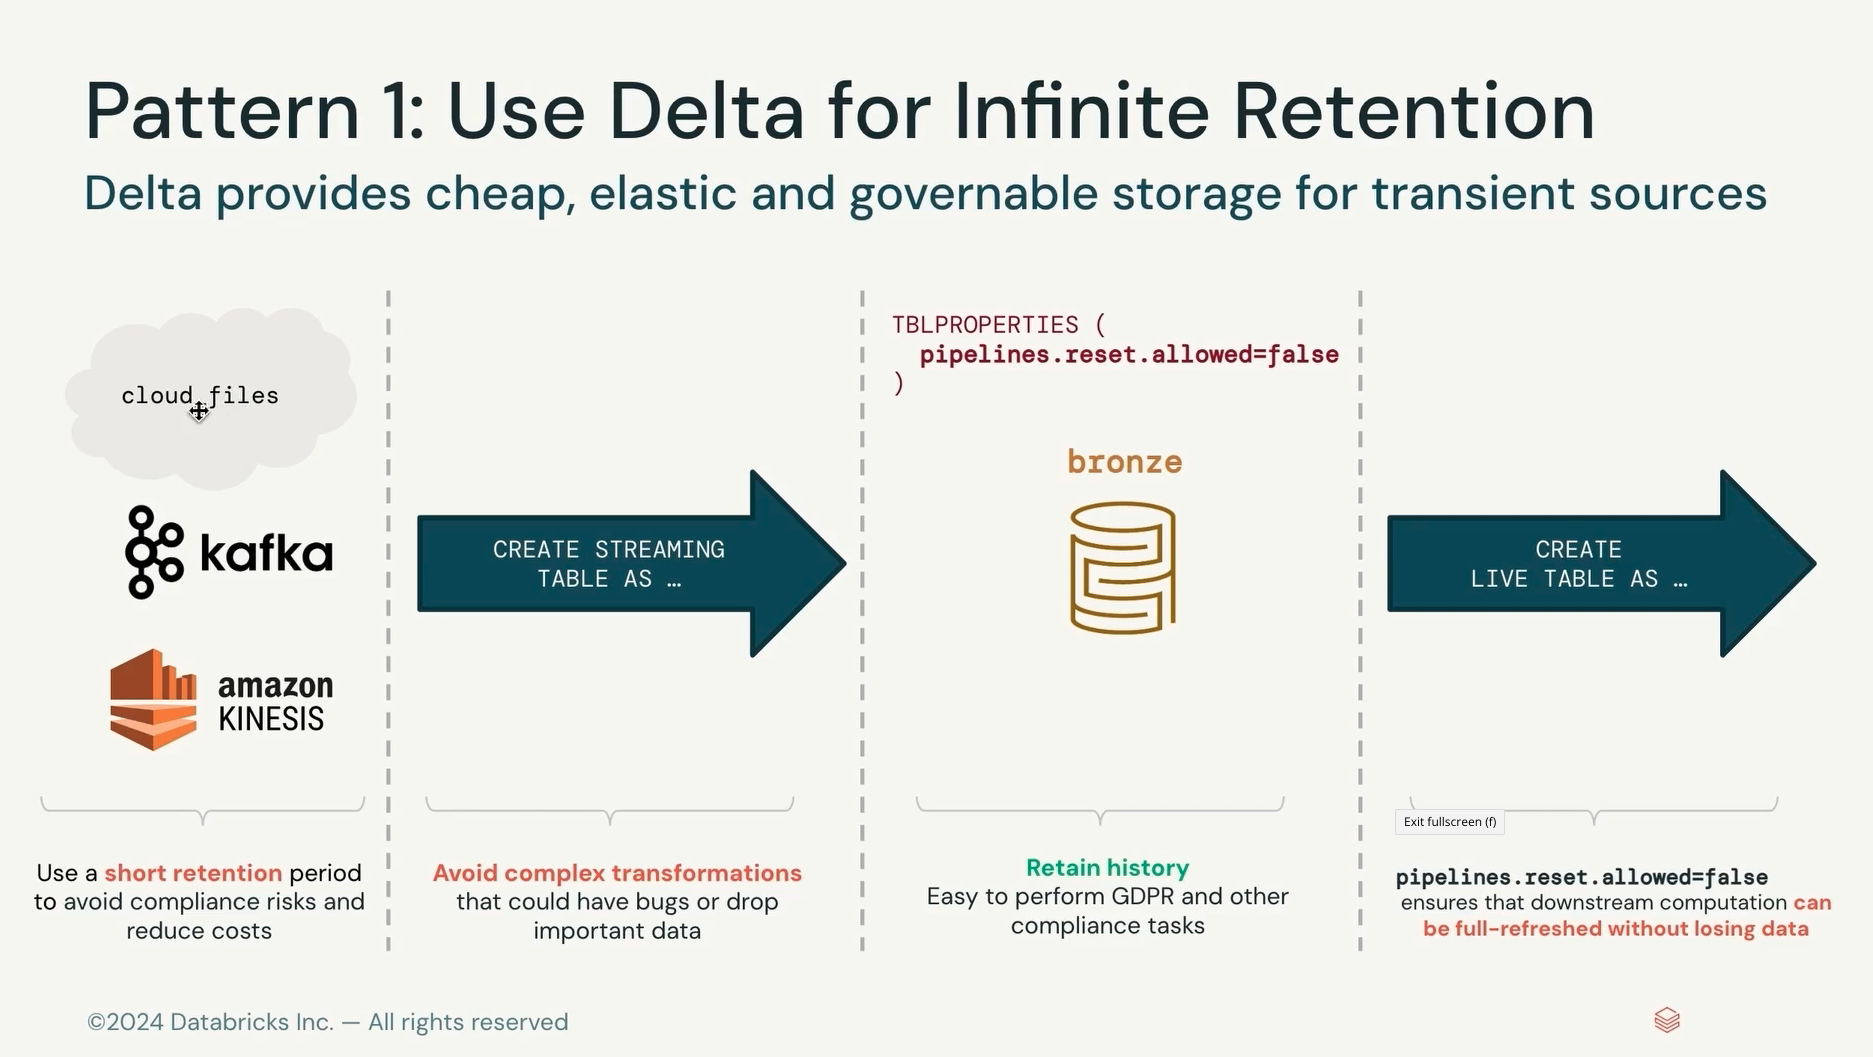 Pattern 1: Use Delta for Infinite Retention
Delta provides cheap, elastic and governable storage for transient sources
cloud_files
kafka
amazon
KINESIS
Use a short retention period
to avoid compliance risks and
reduce costs
CREATE STREAMING
TABLE AS …
Avoid complex transformations
that could have bugs or drop
important data
TBLPROPERTIES (
pipelines.reset.allowed=false
)
bronze
Retain history
Easy to perform GDPR and other
compliance tasks
CREATE
LIVE TABLE AS …
Exit fullscreen (f)
pipelines.reset.allowed=false
ensures that downstream computation can
be full-refreshed without losing data
©2024 Databricks Inc. — All rights reserved